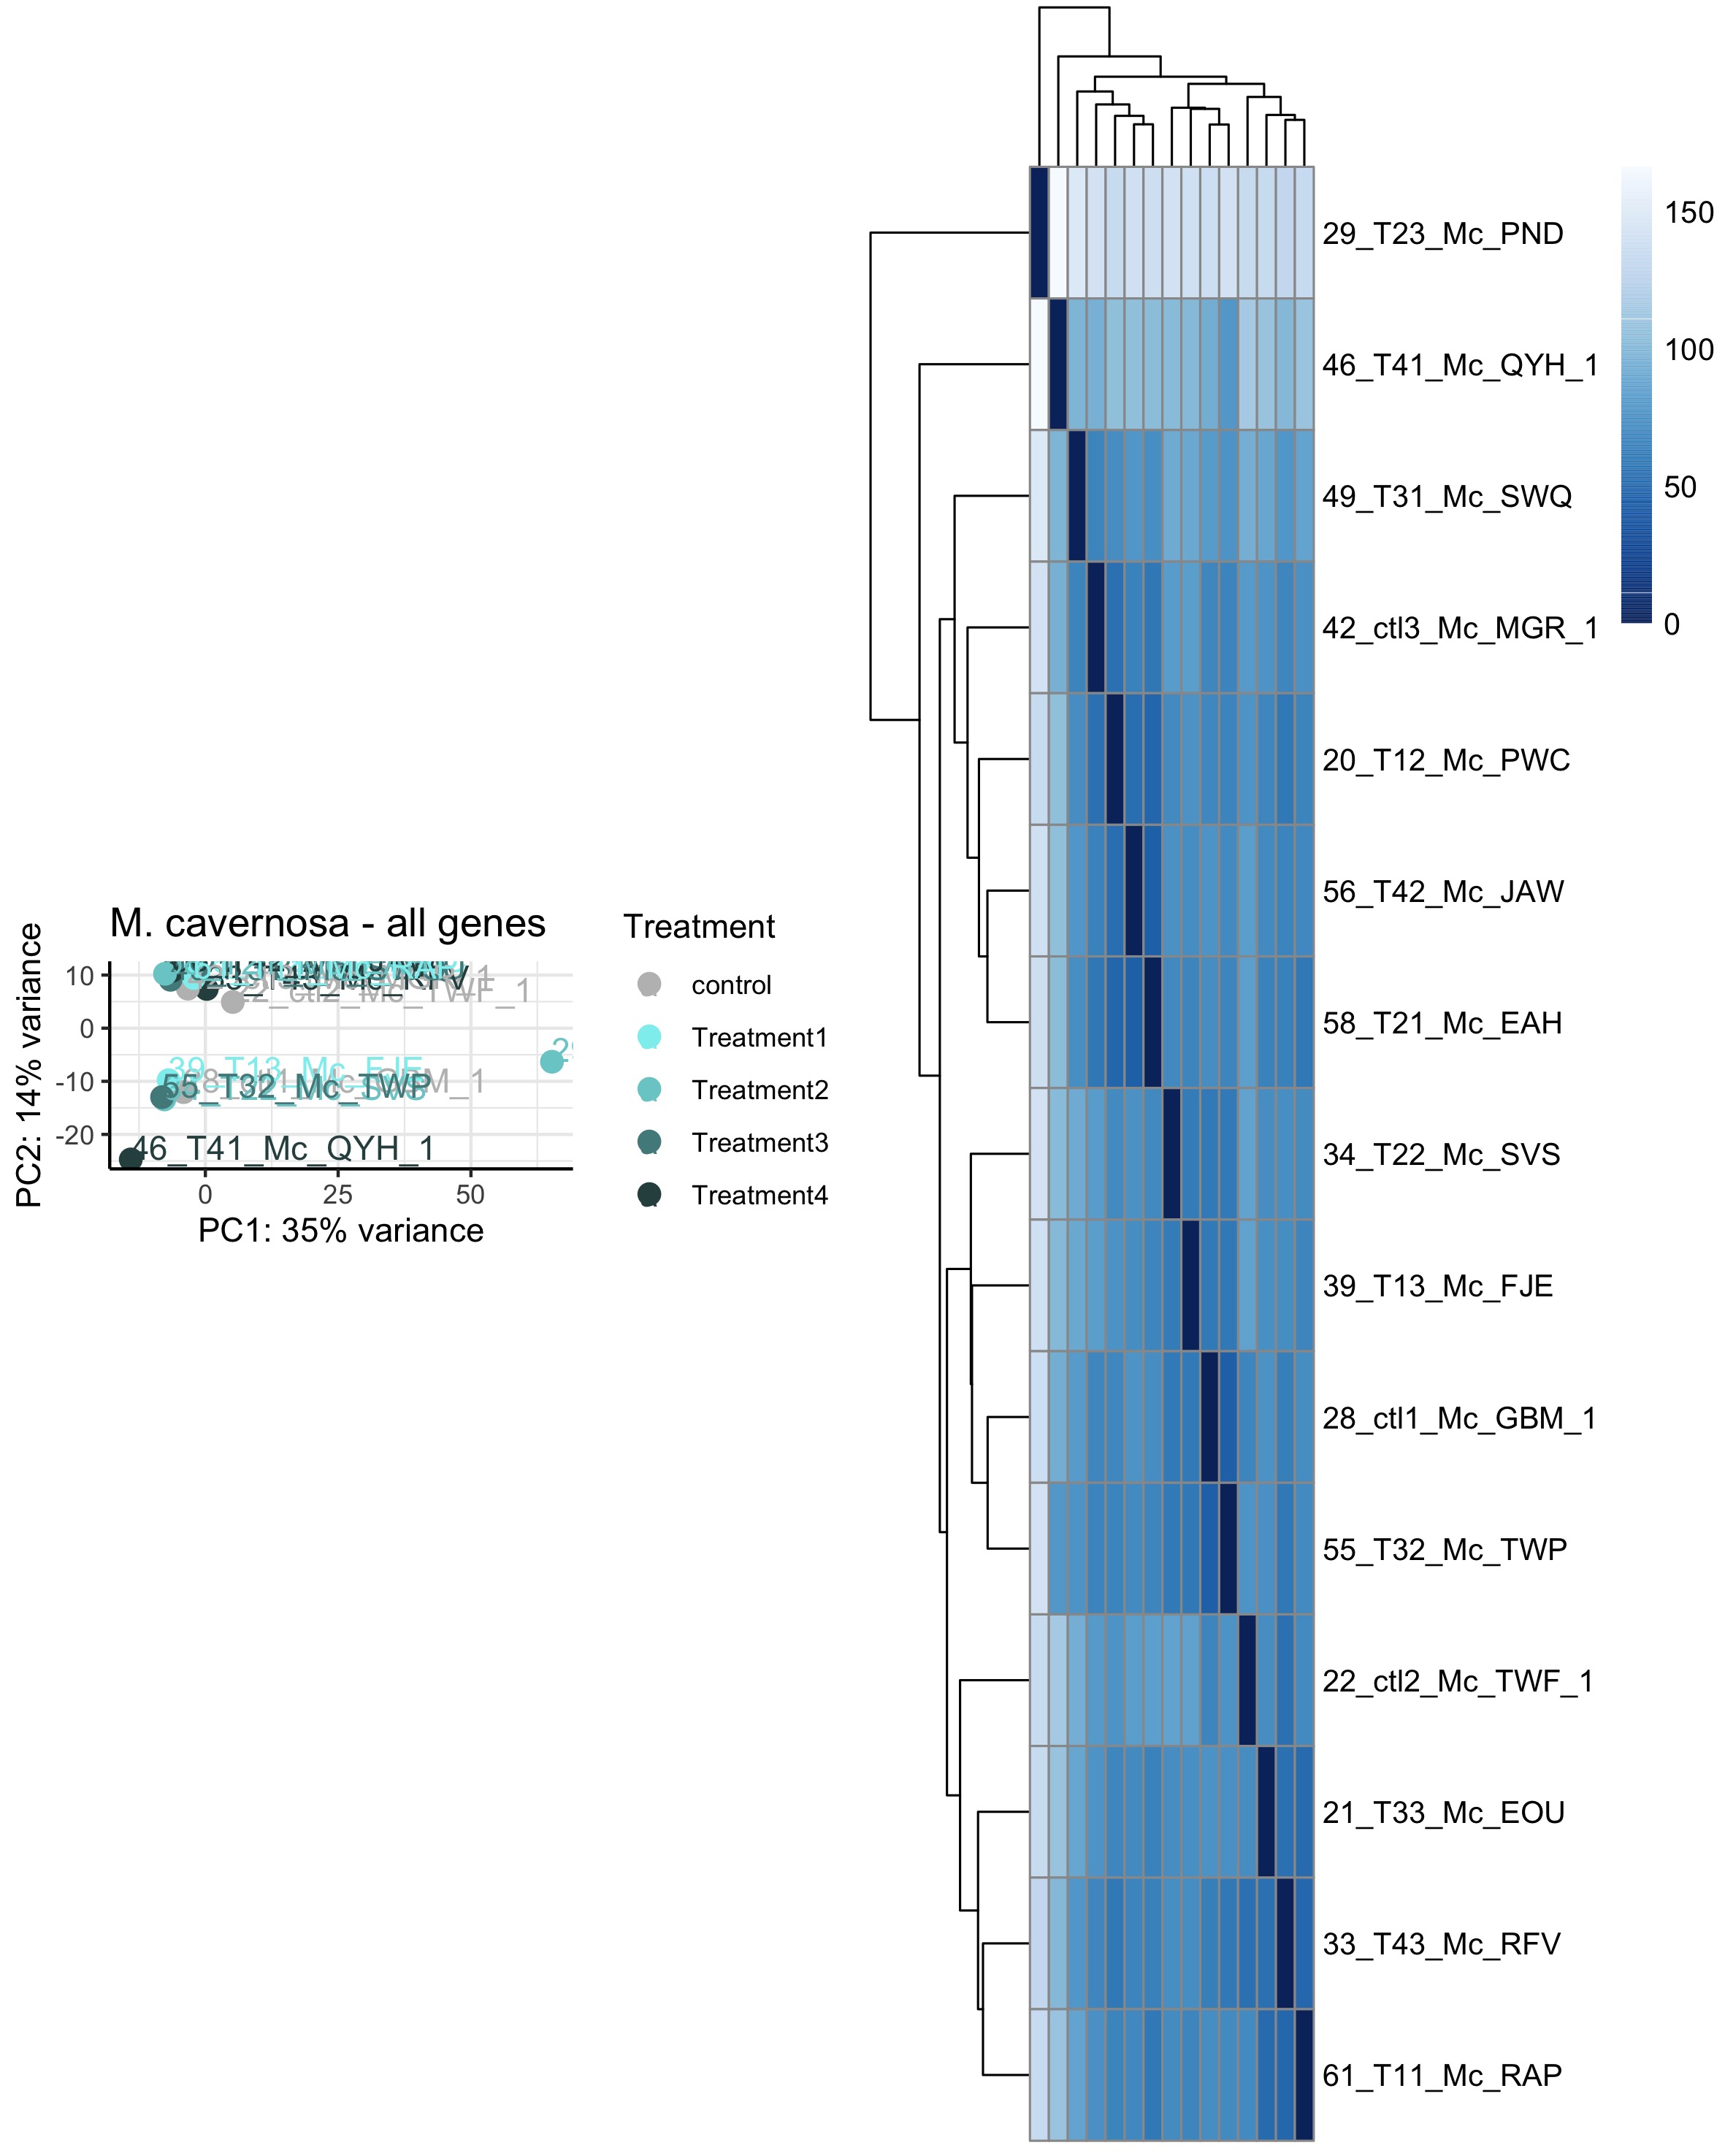 M. cavernosa - all genes
PC2: 14% variance
10
0
-10
-20
22_ctl2_Mc_TWF_1
39_T13_Mc_FJE
55_T32_Mc_TWP
46_T41_Mc_QYH_1
0
25
50
PC1: 35% variance
Treatment
control
Treatment1
Treatment2
Treatment3
Treatment4
29_T23_Mc_PND
46_T41_Mc_QYH_1
49_T31_Mc_SWQ
42_ctl3_Mc_MGR_1
20_T12_Mc_PWC
56_T42_Mc_JAW
58_T21_Mc_EAH
34_T22_Mc_SVS
39_T13_Mc_FJE
28_ctl1_Mc_GBM_1
55_T32_Mc_TWP
22_ctl2_Mc_TWF_1
21_T33_Mc_EOU
33_T43_Mc_RFV
61_T11_Mc_RAP
150
100
50
0